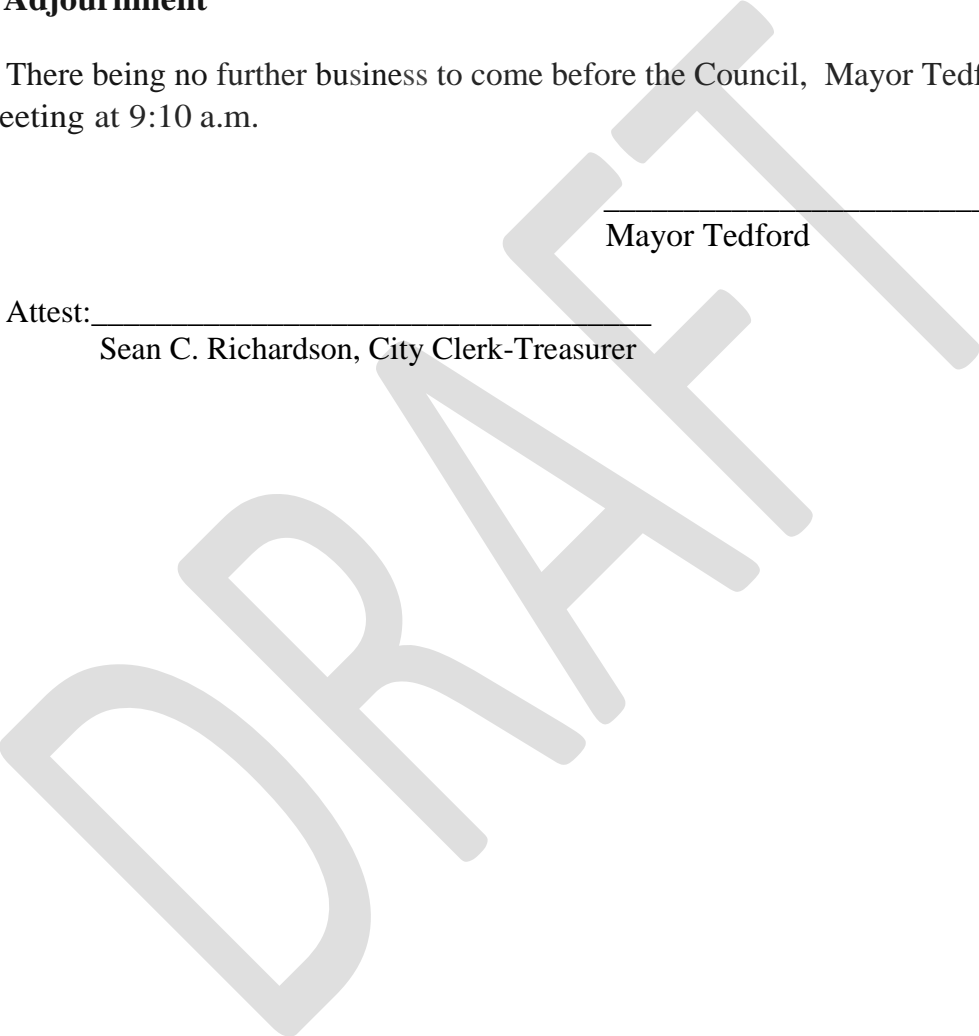 Adjournment
There being no further business to come before the Council, Mayor Tedf
eeting at 9:10 a.m.
Mayor Tedford
Attest:___________________________________
Sean C. Richardson, City Clerk-Treasurer
DRAFT